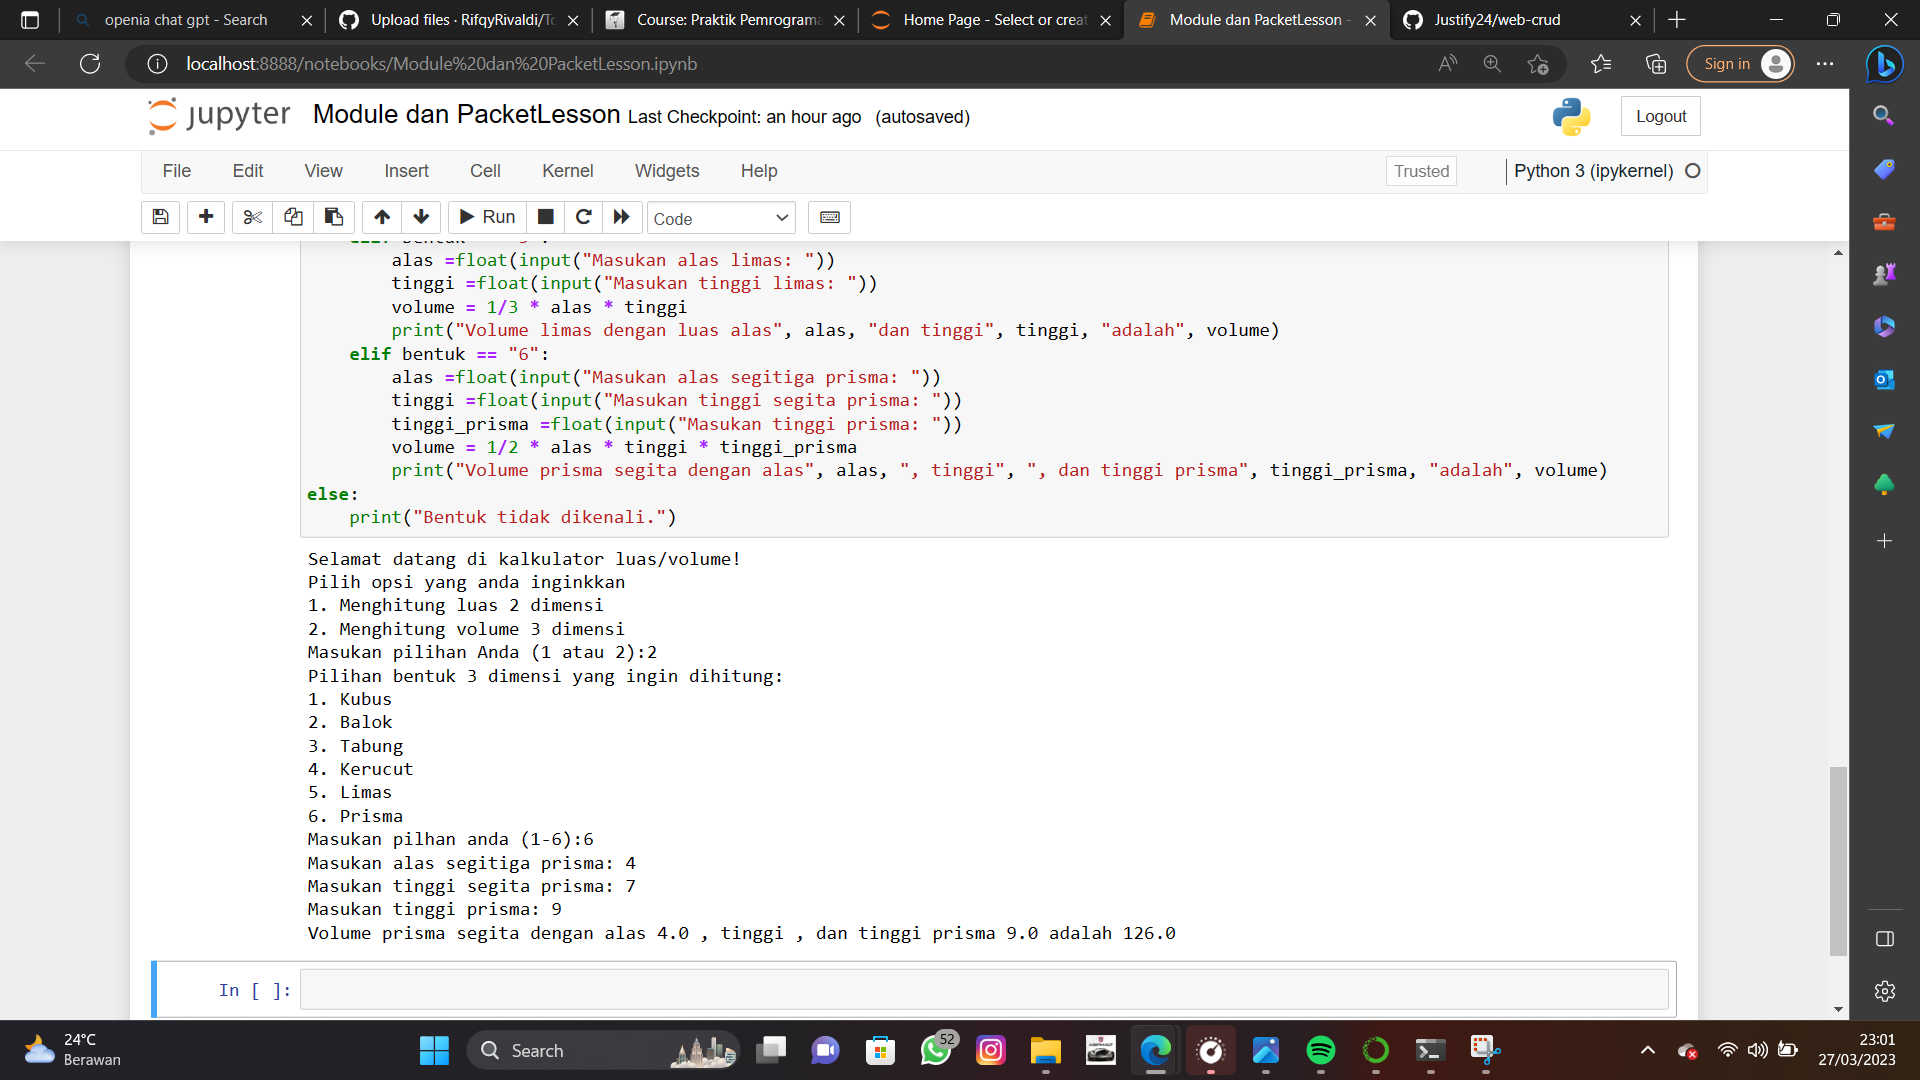 openia chat gpt - Search
Upload files · RifqyRivaldi/To
Course: Praktik Pemrograma
Home Page - Select or creat
Module dan PacketLesson -
Justify24/web-crud
localhost:8888/notebooks/Module%20dan%20PacketLesson.ipynb
Sign in
jupyter Module dan PacketLesson Last Checkpoint: an hour ago (autosaved)
Logout
File Edit View Insert Cell Kernel Widgets Help
Trusted
Python 3 (ipykernel)
Run
Code
alas =float(input("Masukan alas limas: "))
tinggi =float(input("Masukan tinggi limas: "))
volume = 1/3 * alas * tinggi
print("Volume limas dengan luas alas", alas, "dan tinggi", tinggi, "adalah", volume)
elif bentuk == "6":
alas =float(input("Masukan alas segitiga prisma: "))
tinggi =float(input("Masukan tinggi segita prisma: "))
tinggi_prisma =float(input("Masukan tinggi prisma: "))
volume = 1/2 * alas * tinggi * tinggi_prisma
print("Volume prisma segita dengan alas", alas, ", tinggi", ", dan tinggi prisma", tinggi_prisma, "adalah", volume)
else:
print("Bentuk tidak dikenali.")
Selamat datang di kalkulator luas/volume!
Pilih opsi yang anda inginkkan
1. Menghitung luas 2 dimensi
2. Menghitung volume 3 dimensi
Masukan pilihan Anda (1 atau 2):2
Pilihan bentuk 3 dimensi yang ingin dihitung:
1. Kubus
2. Balok
3. Tabung
4. Kerucut
5. Limas
6. Prisma
Masukan pilhan anda (1-6):6
Masukan alas segitiga prisma: 4
Masukan tinggi segita prisma: 7
Masukan tinggi prisma: 9
Volume prisma segita dengan alas 4.0 , tinggi , dan tinggi prisma 9.0 adalah 126.0
In [ ]:
24°C
Berawan
Search
52
23:01
27/03/2023